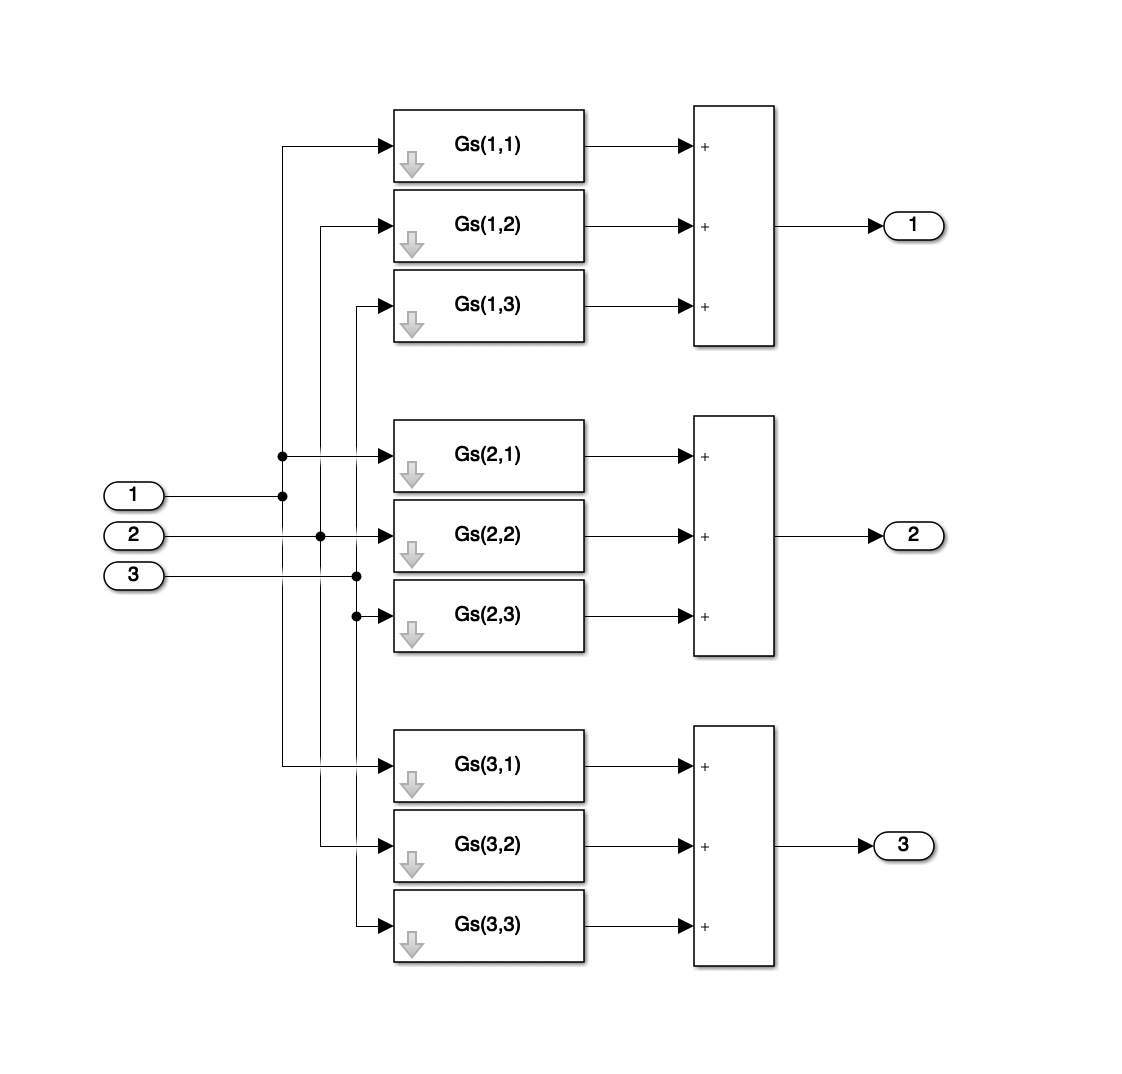 Gs(1,1)
+
Gs(1,2)
+
1
Gs(1,3)
+
Gs(2,1)
+
1
2
Gs(2,2)
+
2
3
Gs(2,3)
+
Gs(3,1)
+
Gs(3,2)
+
3
Gs(3,3)
+